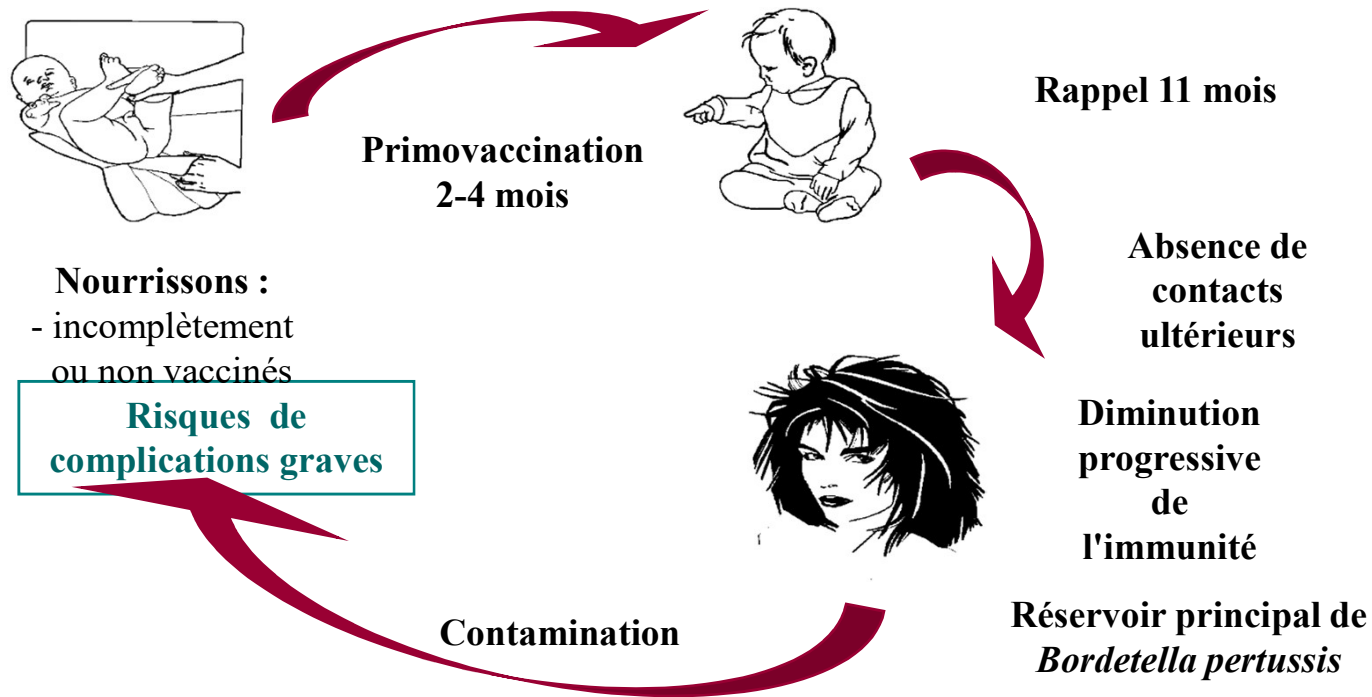 Rappel 11 mois
Primovaccination
2-4 mois
Nourrissons :
- incomplètement
ou non vaccinés
Risques de
complications graves
Absence de
contacts
ultérieurs
Diminution
progressive
de
l'immunité
Réservoir principal de
Bordetella pertussis
Contamination